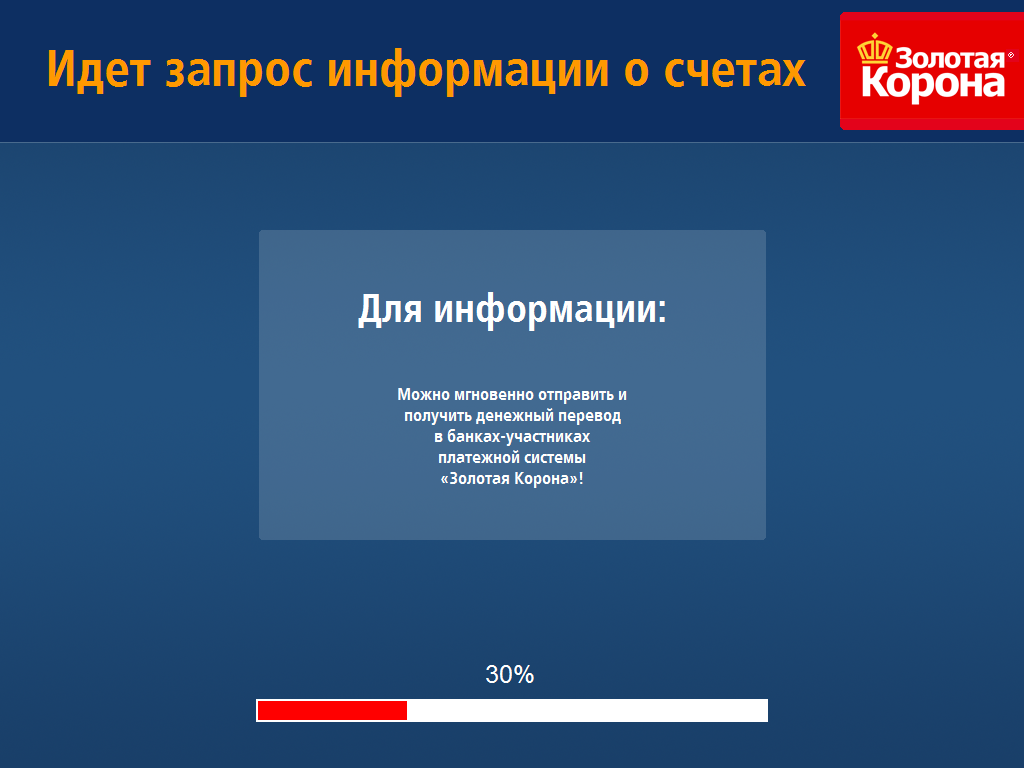 Идет запрос информации о счетах
Золотая
Корона
Для информации:
Можно мгновенно отправить и
получить денежный перевод
в банках-участниках
платежной системы
«Золотая Корона»!
30%